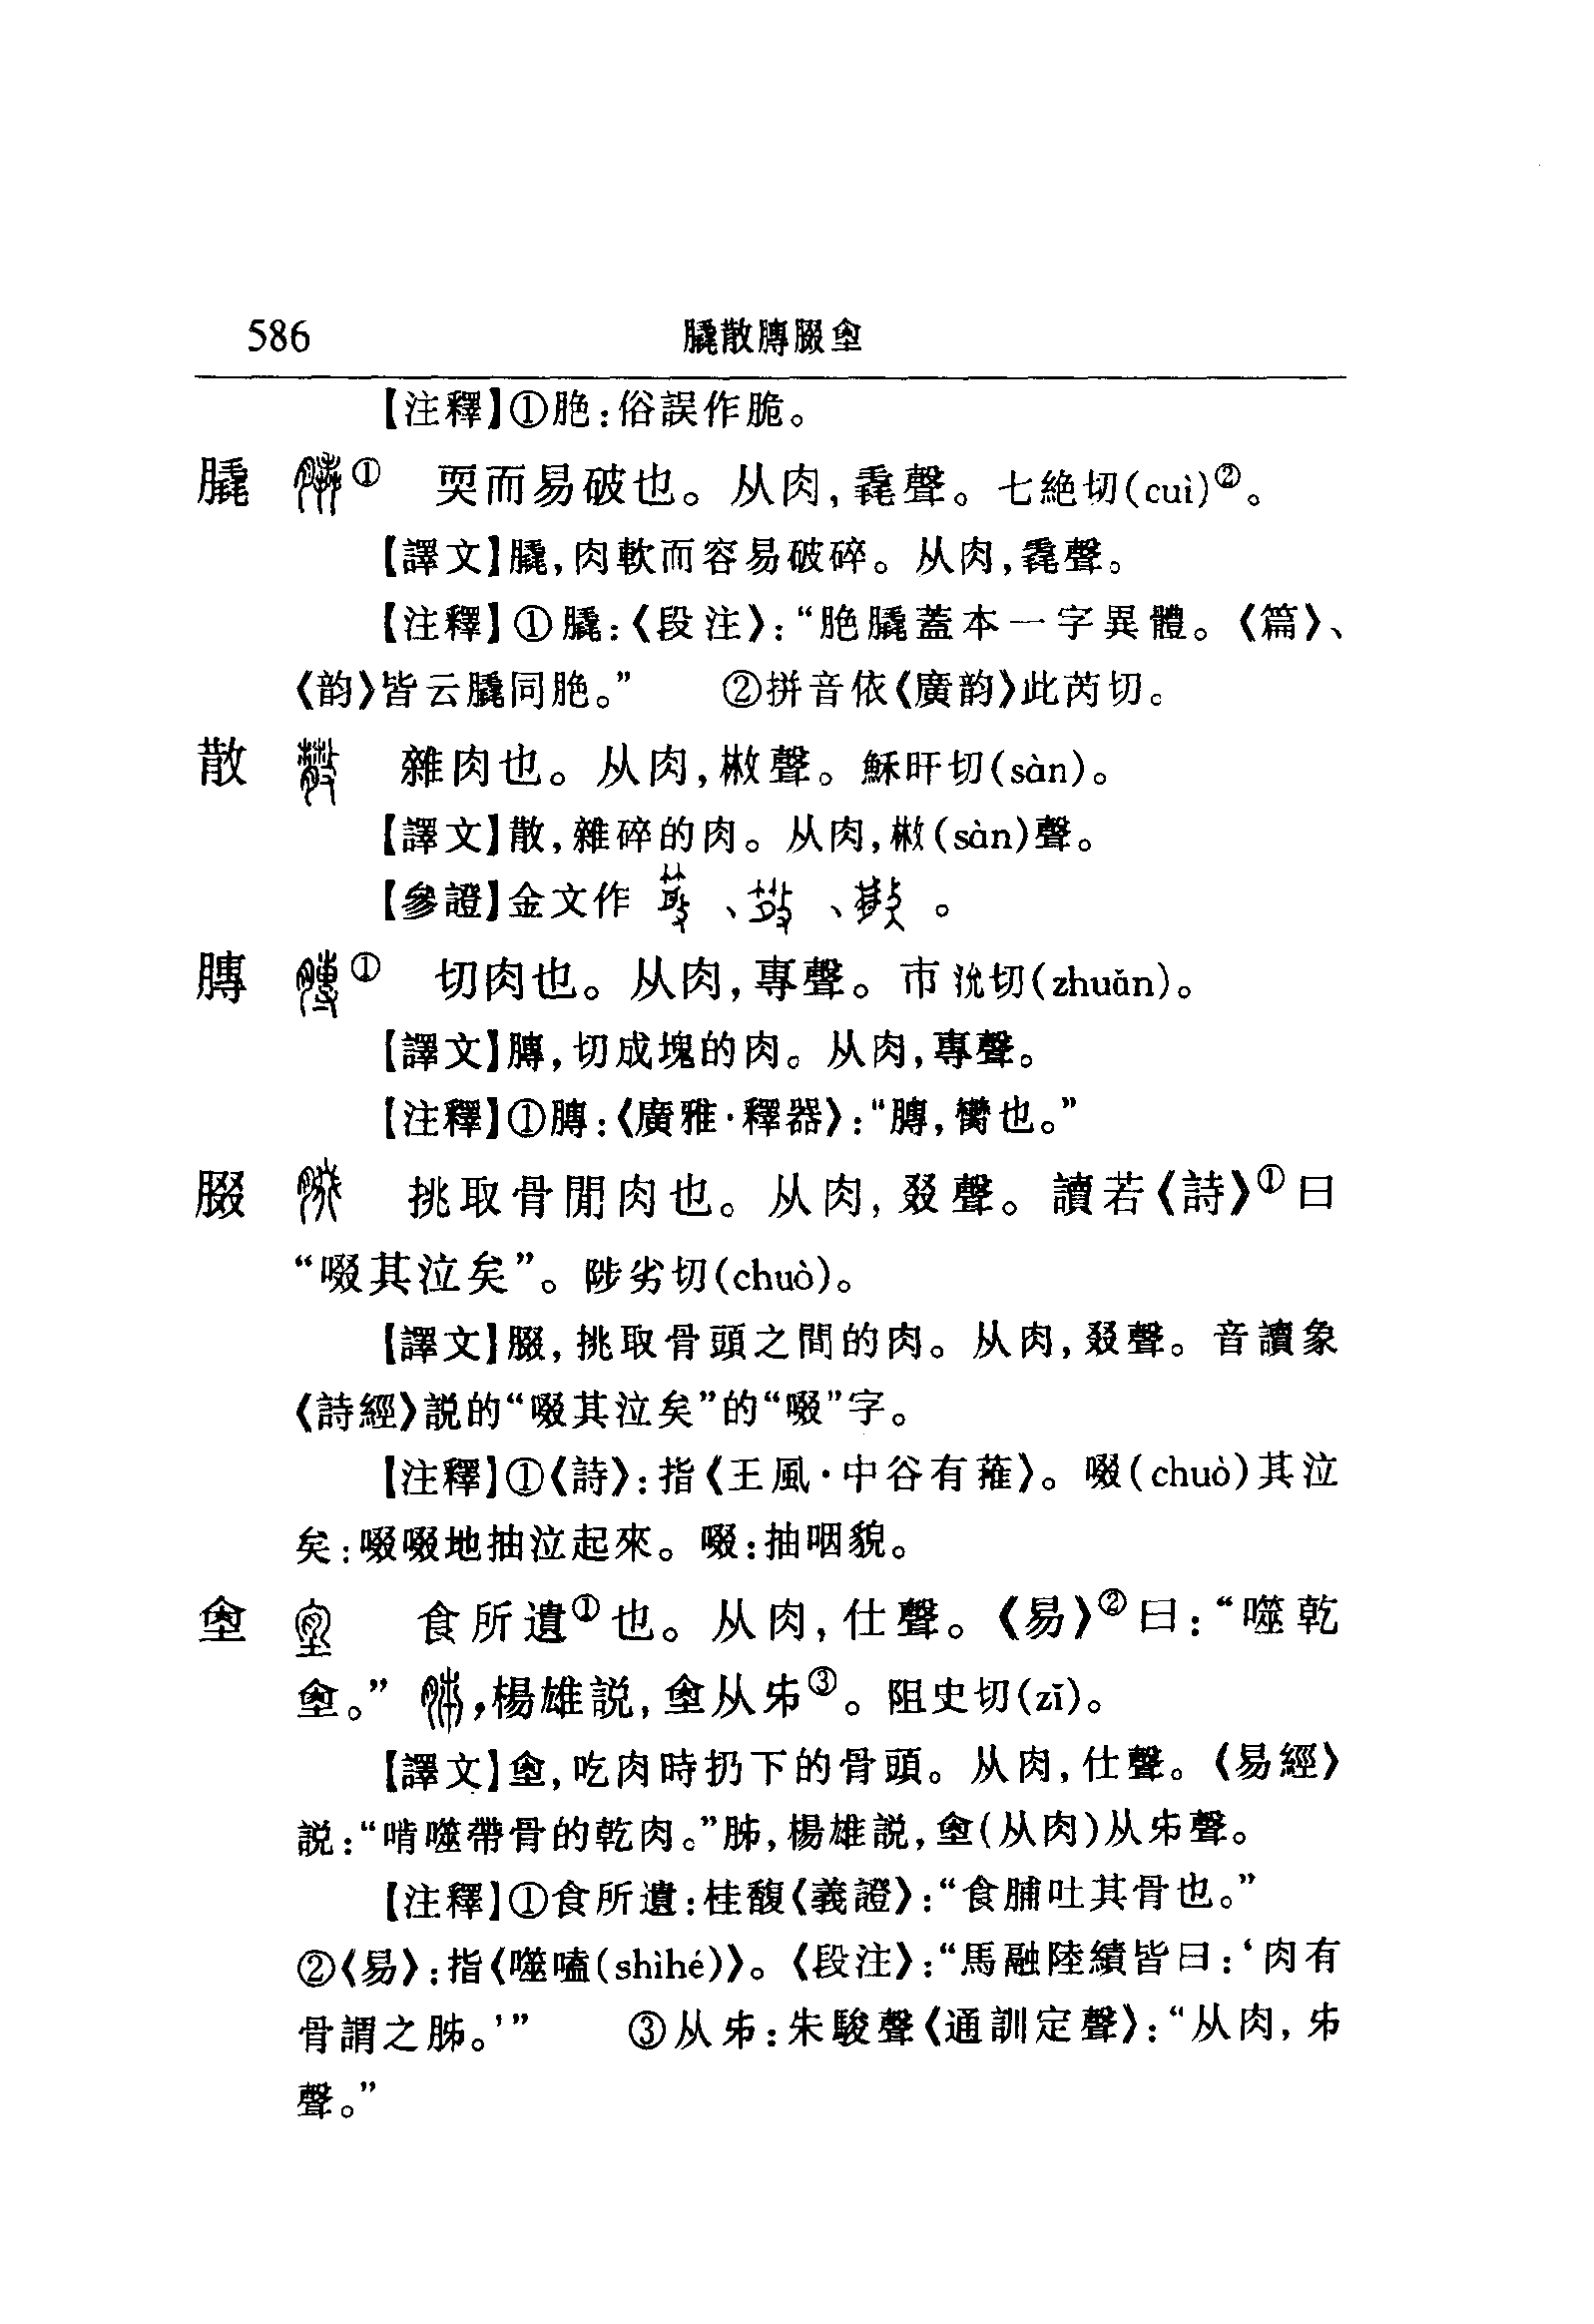 586 膬散膞腏𦚈
【注釋】①脃:俗誤作脆。
膬 ① 耎而易破也。从肉,毳聲。七絶切(cuì)②。
【譯文】膬,肉軟而容易破碎。从肉,毳聲。
【注釋】①膬:《段注》:“脃膬蓋本一字異體。《篇》、
《韵》皆云膬同脃。” ②拼音依《廣韵》此芮切。
散 雜肉也。从肉,㪔聲。穌旰切(sàn)。
【譯文】散,雜碎的肉。从肉,㪔(sàn)聲。
【參證】金文作 、 、 。
膞 ① 切肉也。从肉,專聲。市沇切(zhuǎn)。
【譯文】膞,切成塊的肉。从肉,專聲。
【注釋】①膞:《廣雅·釋器》:“膞,臠也。”
腏 挑取骨閒肉也。从肉,叕聲。讀若《詩》①曰
“啜其泣矣”。陟劣切(chuò)。
【譯文】腏,挑取骨頭之間的肉。从肉,叕聲。音讀象
《詩經》説的“啜其泣矣”的“啜”字。
【注釋】①《詩》:指《王風·中谷有蓷》。啜(chuò)其泣
矣:啜啜地抽泣起來。啜:抽咽貌。
食所遺①也。从肉,仕聲。《易》②曰:“噬乾
。” ,楊雄説, 从𠂔③。阻史切(zǐ)。
【譯文】 ,吃肉時扔下的骨頭。从肉,仕聲。《易經》
説:“啃噬帶骨的乾肉。”胏,楊雄説, (从肉)从𠂔聲。
【注釋】①食所遺:桂馥《義證》:“食脯吐其骨也。”
②《易》:指《噬嗑(shìhé)》。《段注》:“馬融陸績皆曰:‘肉有
骨謂之胏。’” ③从𠂔:朱駿聲《通訓定聲》:“从肉,𠂔
聲。”